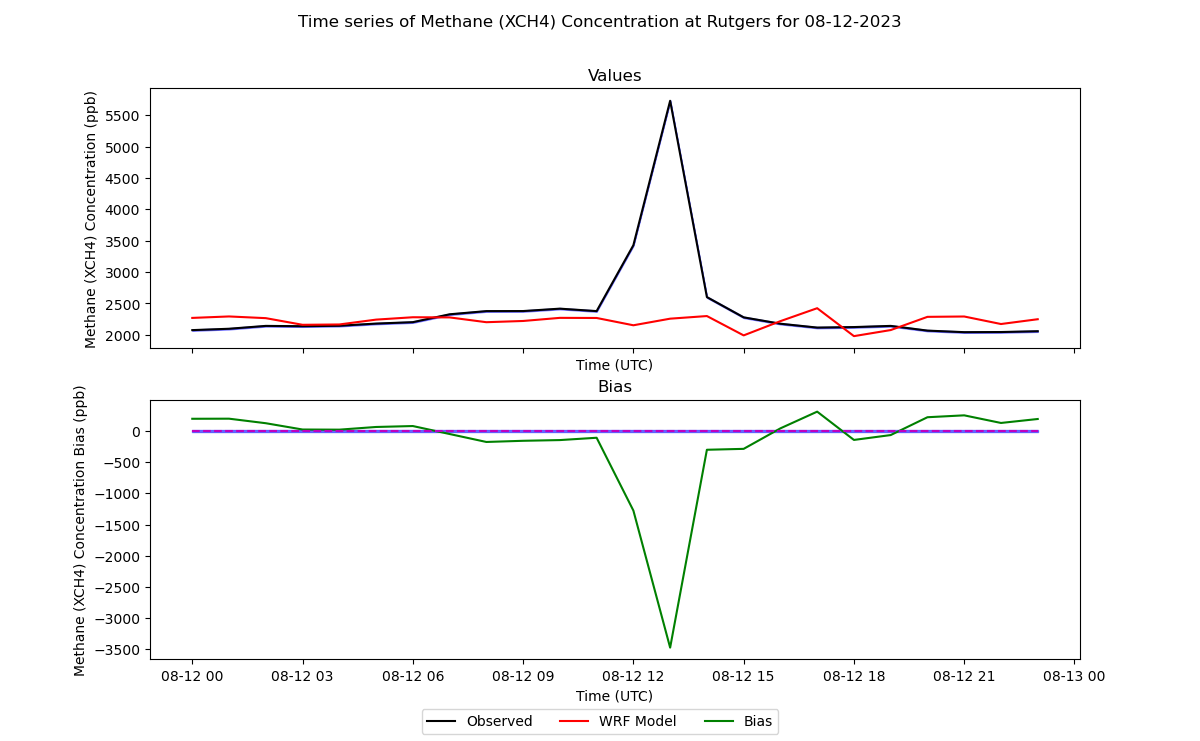 Time series of Methane (XCH4) Concentration at Rutgers for 08-12-2023
Values
Methane (XCH4) Concentration (ppb)
5500
5000
4500
4000
3500
3000
2500
2000
Time (UTC)
Bias
Methane (XCH4) Concentration Bias (ppb)
0
−500
−1000
−1500
−2000
−2500
−3000
−3500
08-12 00 08-12 03 08-12 06 08-12 09 08-12 12 08-12 15 08-12 18 08-12 21 08-13 00
Time (UTC)
Observed WRF Model Bias